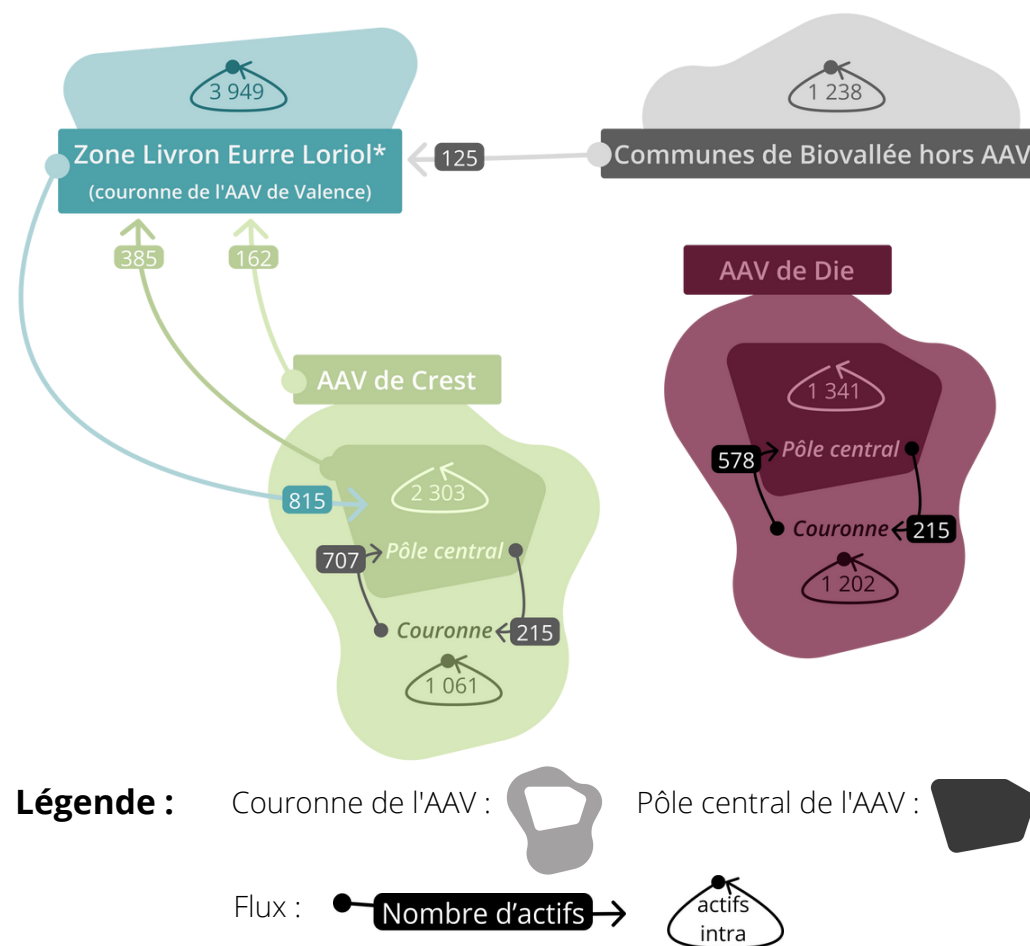 3 949
1 238
Zone Livron Eurre Loriol*
(couronne de l'AAV de Valence)
125
Communes de Biovallée hors AAV
385
162
AAV de Die
AAV de Crest
1 341
Pôle central
578
Couronne
215
1 202
815
2 303
Pôle central
707
Couronne
215
1 061
Légende :
Couronne de l'AAV :
Pôle central de l'AAV :
Flux :
Nombre d'actifs
actifs
intra